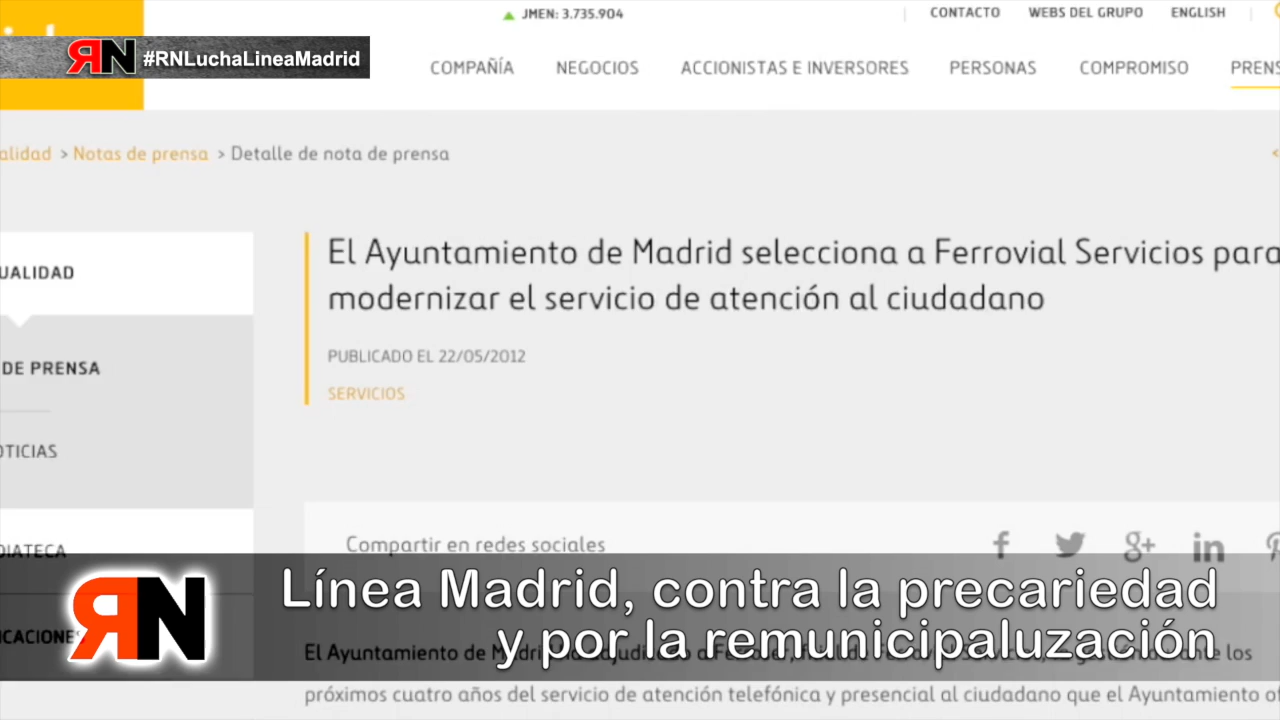 JMEN: 3.735.904
CONTACTO WEBS DEL GRUPO ENGLISH
RN #RNLuchaLineaMadrid
COMPAÑÍA NEGOCIOS ACCIONISTAS E INVERSORES PERSONAS COMPROMISO PRENS
alidad > Notas de prensa > Detalle de nota de prensa
El Ayuntamiento de Madrid selecciona a Ferrovial Servicios para
modernizar el servicio de atención al ciudadano
UALIDAD
PUBLICADO EL 22/05/2012
DE PRENSA
SERVICIOS
OTICIAS
Compartir en redes sociales
DIATECA
RN
Línea Madrid, contra la precariedad
y por la remunicipaluzación
ICACIONES
El Ayuntamiento de los
próximos cuatro años del servicio de atención telefónica y presencial al ciudadano que el Ayuntamiento of